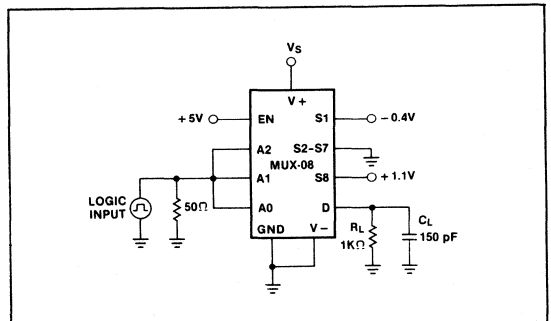 VS
V+
+5V
EN
S1
-0.4V
A2
S2-S7
MUX-08
A1
S8
+1.1V
LOGIC
INPUT
50Ω
A0
D
GND
V-
RL
1KΩ
CL
150 pF